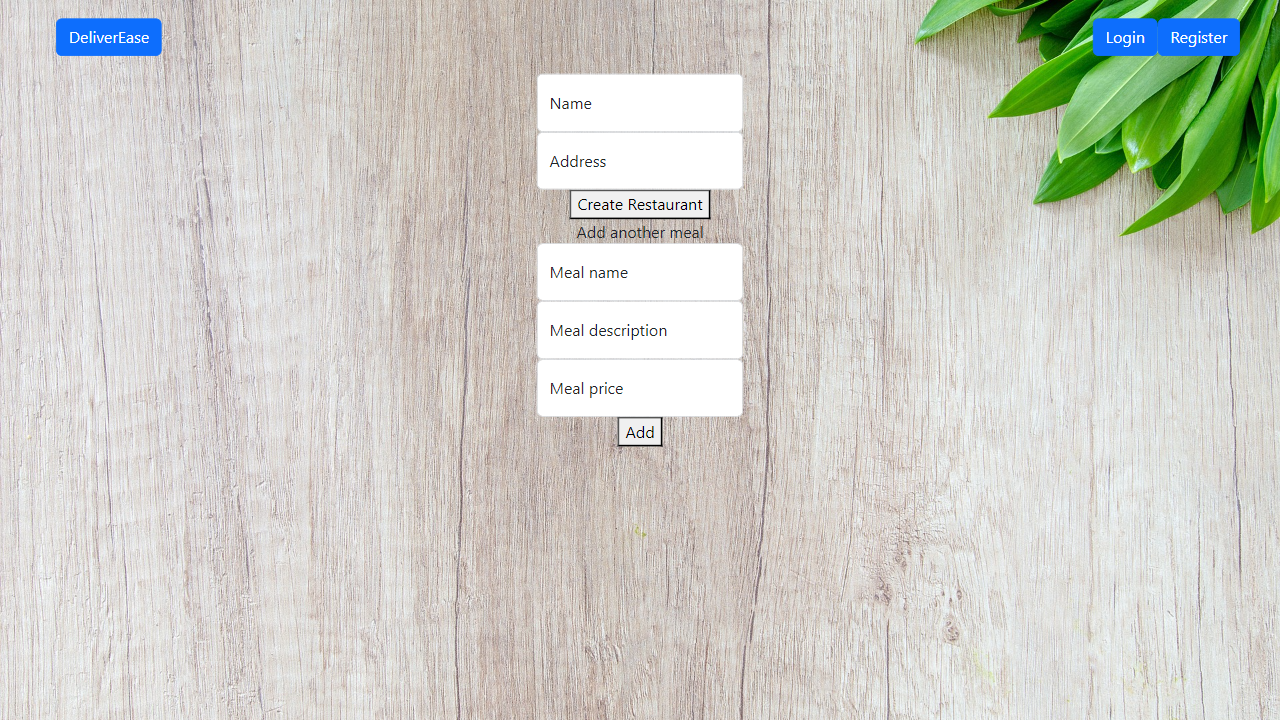 DeliverEase
Login
Register
Name
Address
Create Restaurant
Add another meal
Meal name
Meal description
Meal price
Add